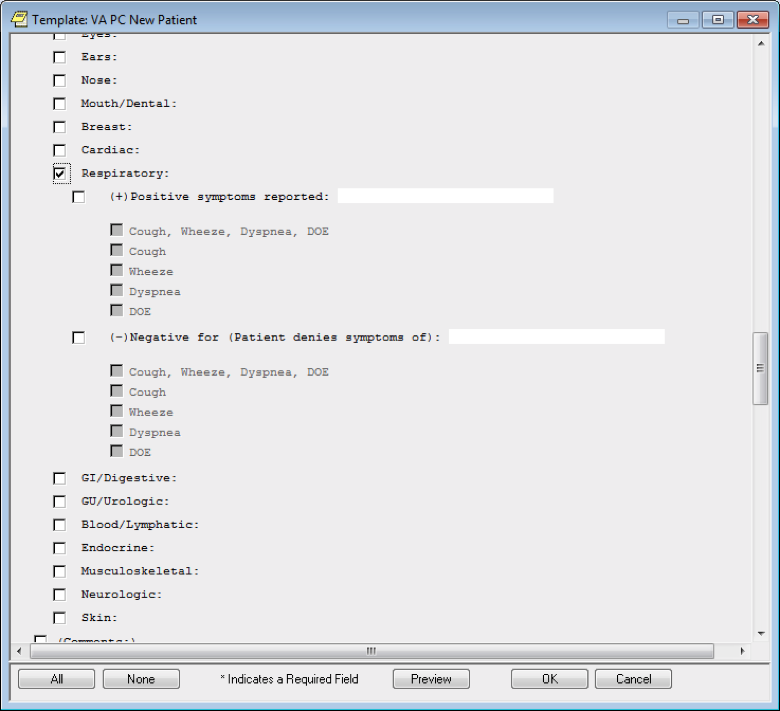 Template: VA PC New Patient
Eyes:
Ears:
Nose:
Mouth/Dental:
Breast:
Cardiac:
Respiratory:
(+)Positive symptoms reported:
Cough, Wheeze, Dyspnea, DOE
Cough
Wheeze
Dyspnea
DOE
(-)Negative for (Patient denies symptoms of):
Cough, Wheeze, Dyspnea, DOE
Cough
Wheeze
Dyspnea
DOE
GI/Digestive:
GU/Urologic:
Blood/Lymphatic:
Endocrine:
Musculoskeletal:
Neurologic:
Skin:
(Comments:)
All None * Indicates a Required Field Preview OK Cancel